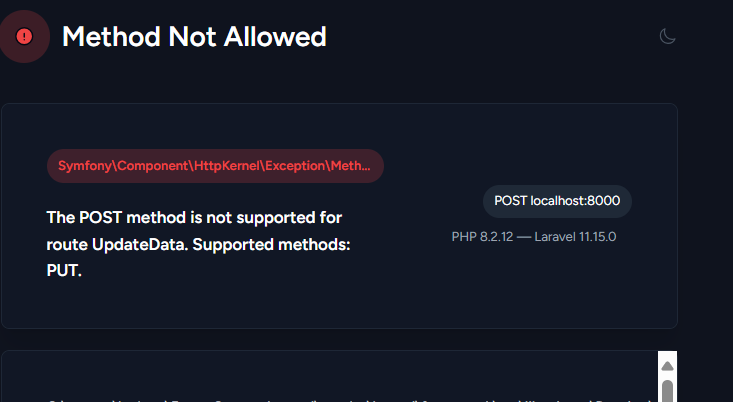 Method Not Allowed
Symfony\Component\HttpKernel\Exception\Meth...
POST localhost:8000
The POST method is not supported for
route UpdateData. Supported methods:
PUT.
PHP 8.2.12 — Laravel 11.15.0